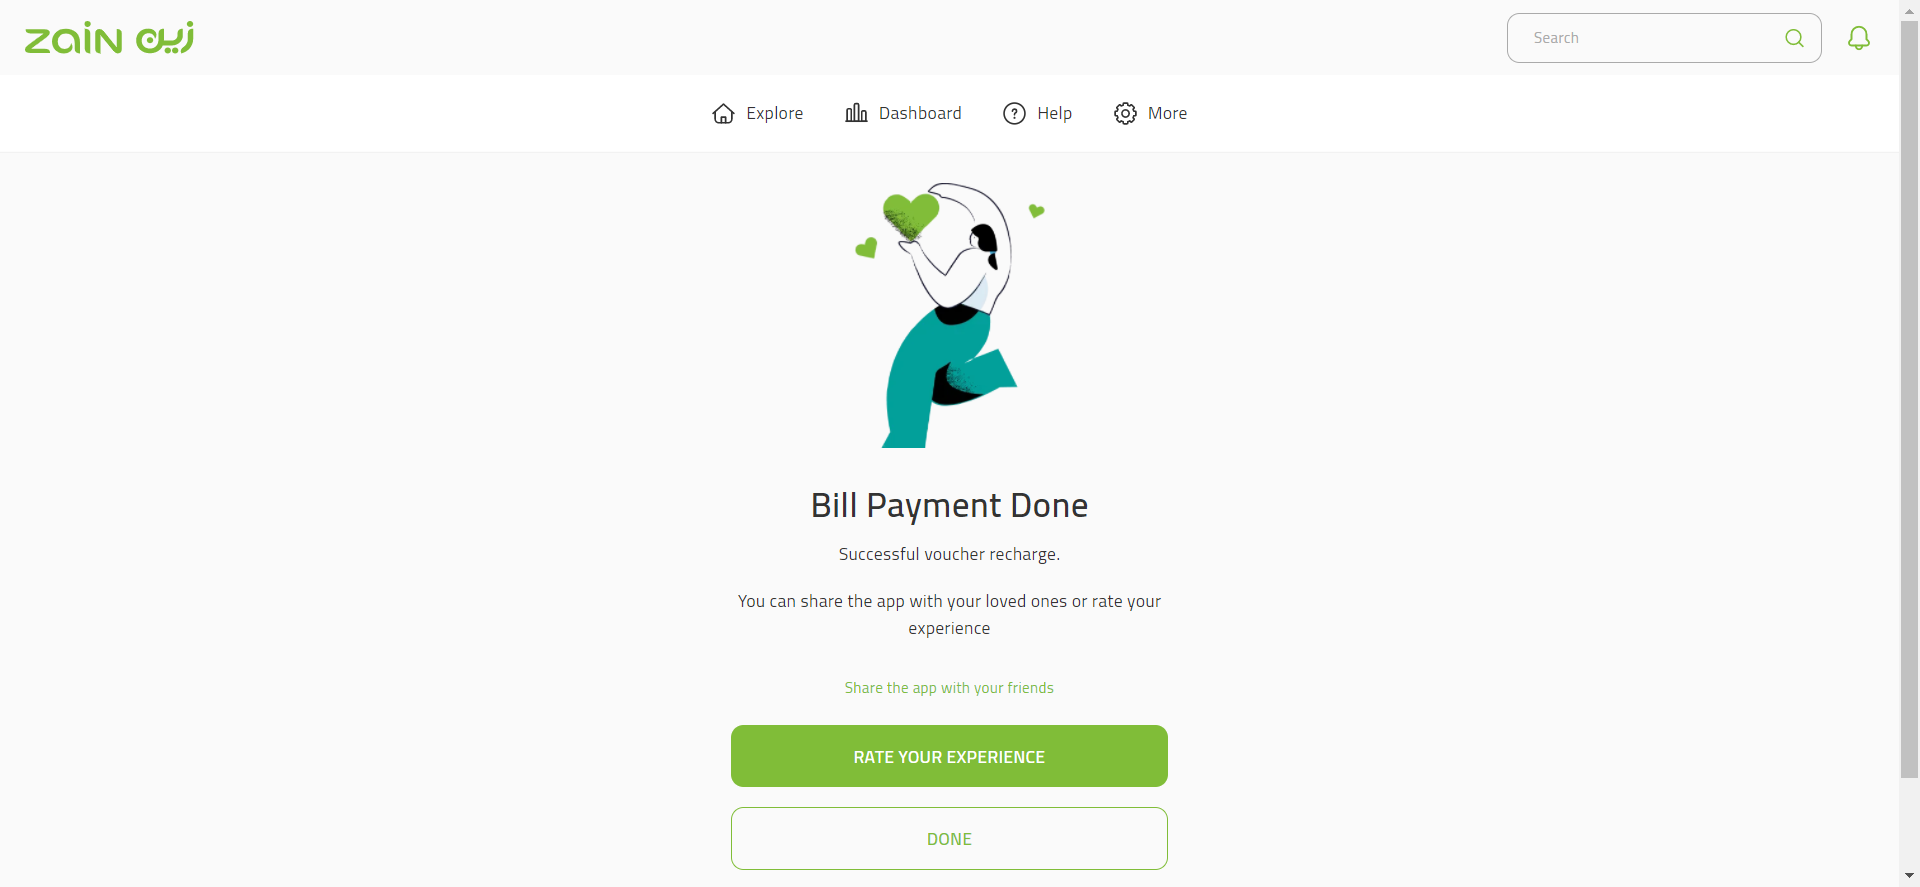 zain زين
Search
Explore
Dashboard
Help
More
Bill Payment Done
Successful voucher recharge.
You can share the app with your loved ones or rate your
experience
Share the app with your friends
RATE YOUR EXPERIENCE
DONE